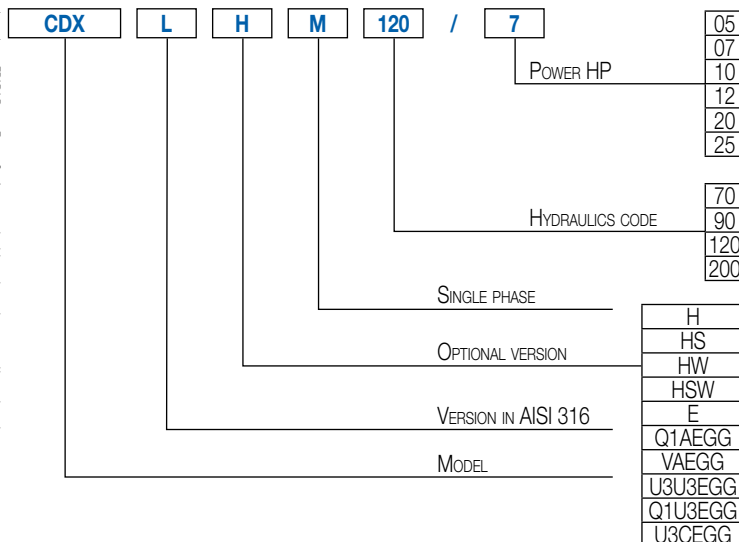 CDX L H M 120 / 7
POWER HP
05
07
10
12
20
25
HYDRAULICS CODE
70
90
120
200
SINGLE PHASE
OPTIONAL VERSION
H
HS
HW
HSW
E
Q1AEGG
VAEGG
U3U3EGG
Q1U3EGG
U3CEGG
VERSION IN AISI 316
MODEL